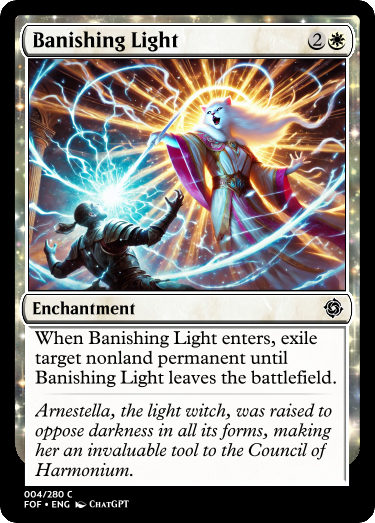 Banishing Light 2
Enchantment
When Banishing Light enters, exile
target nonland permanent until
Banishing Light leaves the battlefield.
Arnestella, the light witch, was raised to
oppose darkness in all its forms, making
her an invaluable tool to the Council of
Harmonium.
004/280 C
FOF • ENG ChatGPT